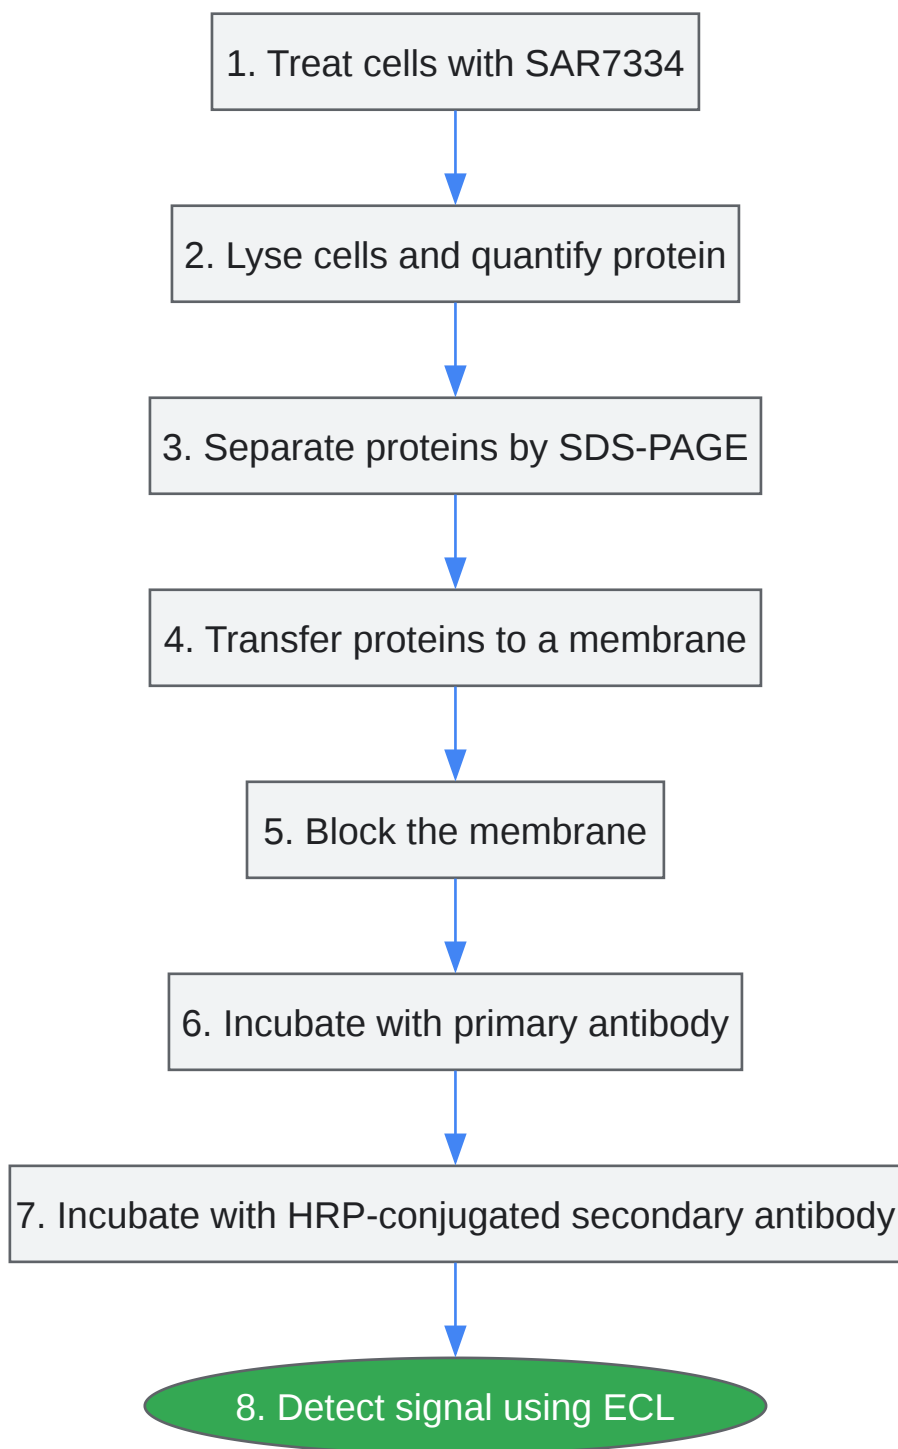 1. Treat cells with SAR7334
2. Lyse cells and quantify protein
3. Separate proteins by SDS-PAGE
4. Transfer proteins to a membrane
5. Block the membrane
6. Incubate with primary antibody
7. Incubate with HRP-conjugated secondary antibody
8. Detect signal using ECL